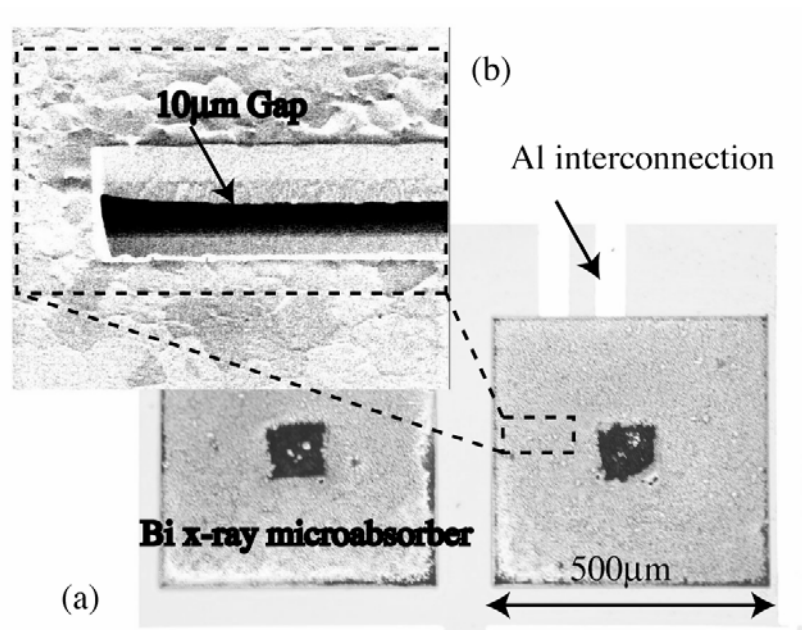 (b)
10μm Gap
Al interconnection
Bi x-ray microabsorber
500μm
(a)